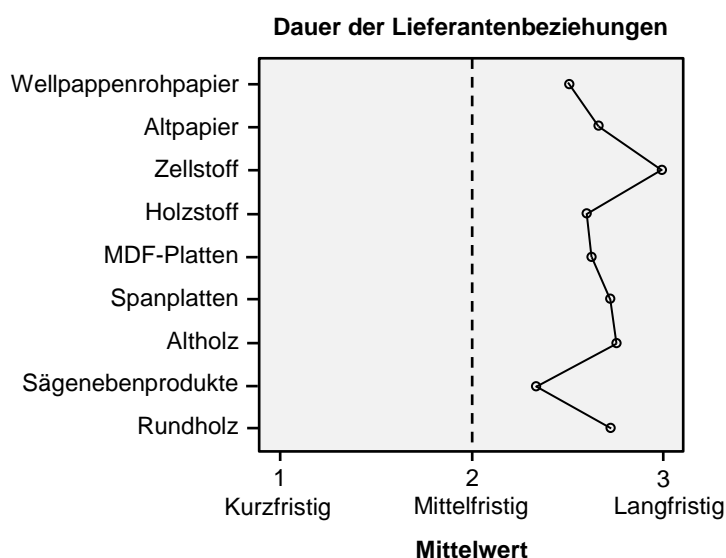 Dauer der Lieferantenbeziehungen
Wellpappenrohpapier
Altpapier
Zellstoff
Holzstoff
MDF-Platten
Spanplatten
Altholz
Sägenebenprodukte
Rundholz
1 2 3
Kurzfristig Mittelfristig Langfristig
Mittelwert